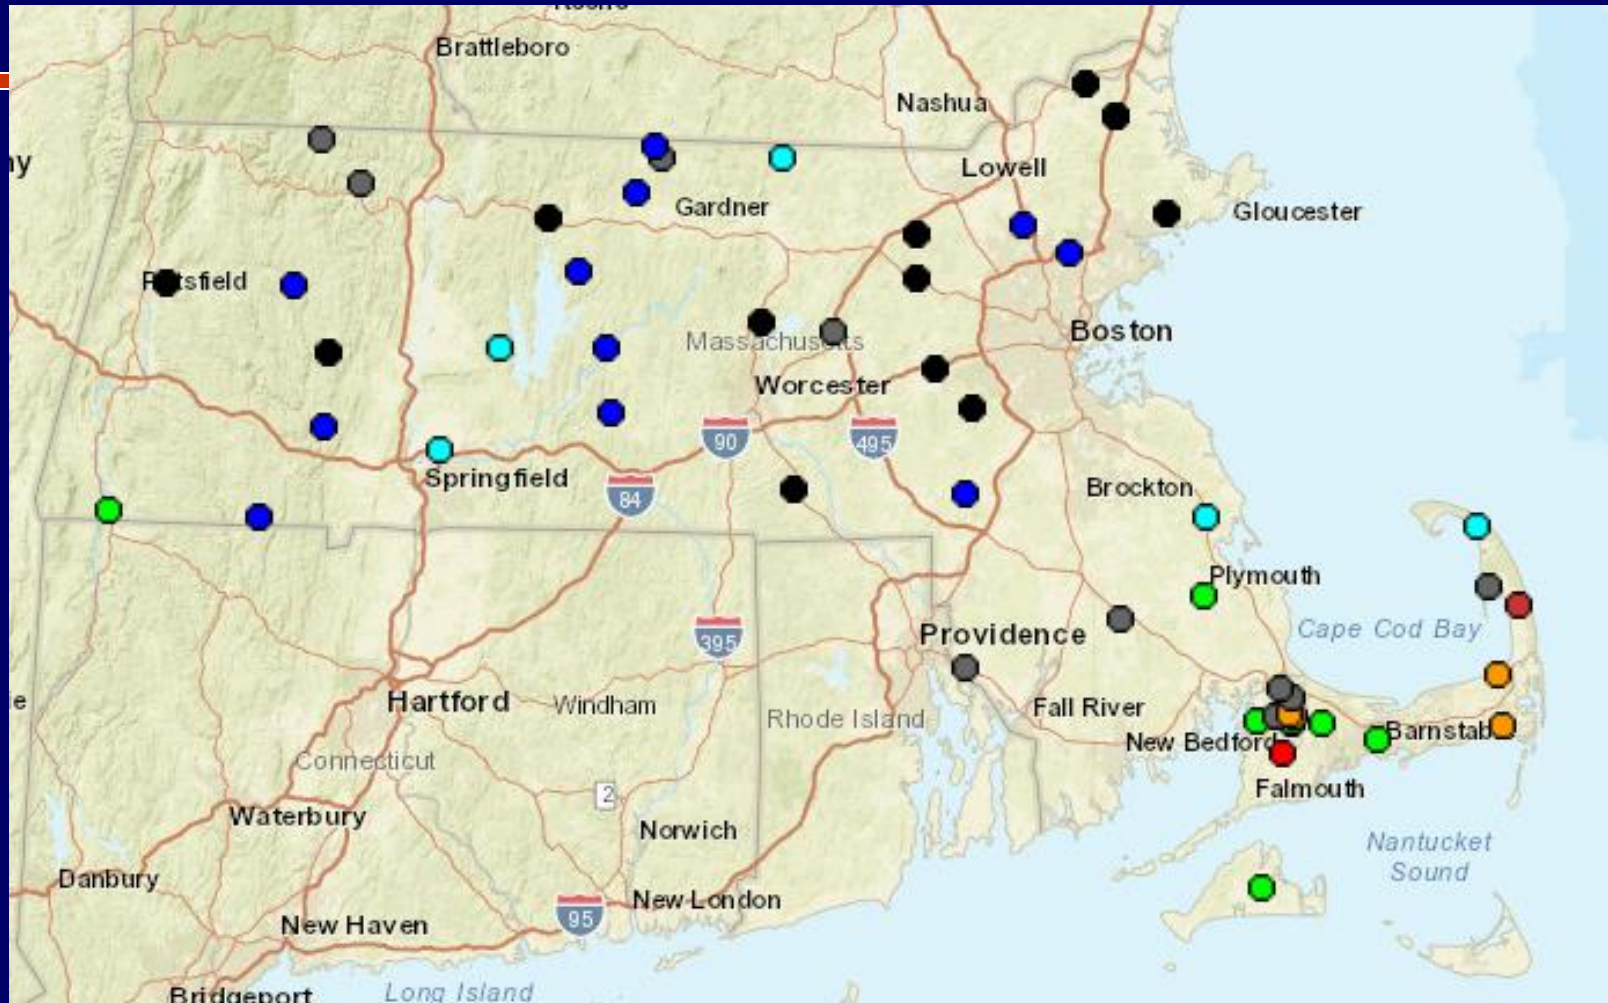 Brattleboro
Nashua
Lowell
Gardner
Gloucester
Boston
Massachusetts
Worcester
90
495
Springfield
84
Brockton
Plymouth
Cape Cod Bay
395
Providence
Hartford
Windham
Rhode Island
Fall River
New Bedford
Barnstab
Connecticut
Falmouth
2
Waterbury
Norwich
Nantucket
Sound
Danbury
New London
95
New Haven
Bridgeport
Long Island